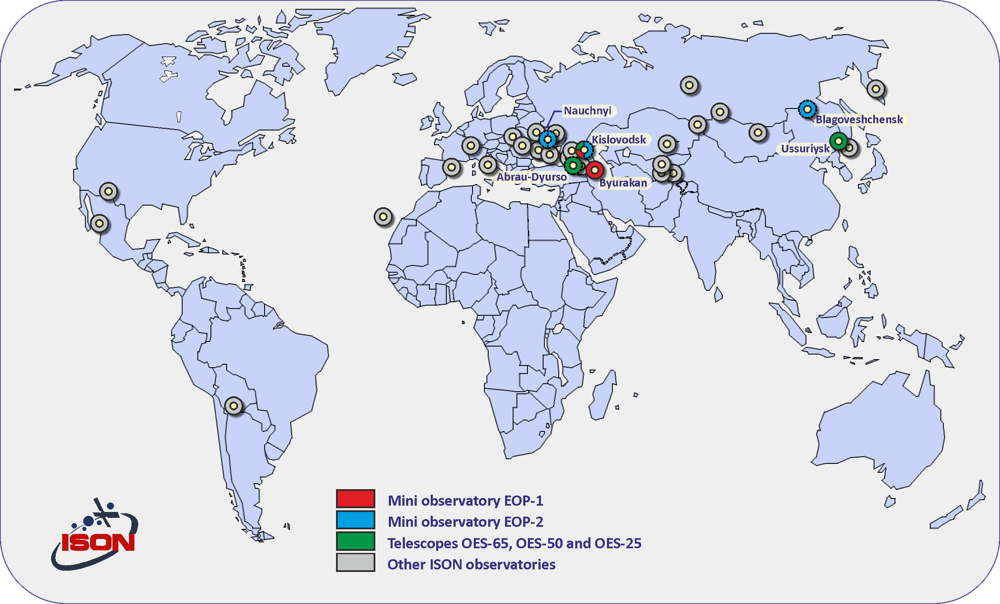 Nauchnyi
Blagoveshchensk
Kislovodsk
Ussuriysk
Abrau-Dyurso
Byurakan
Mini observatory EOP-1
Mini observatory EOP-2
Telescopes OES-65, OES-50 and OES-25
Other ISON observatories
ISON